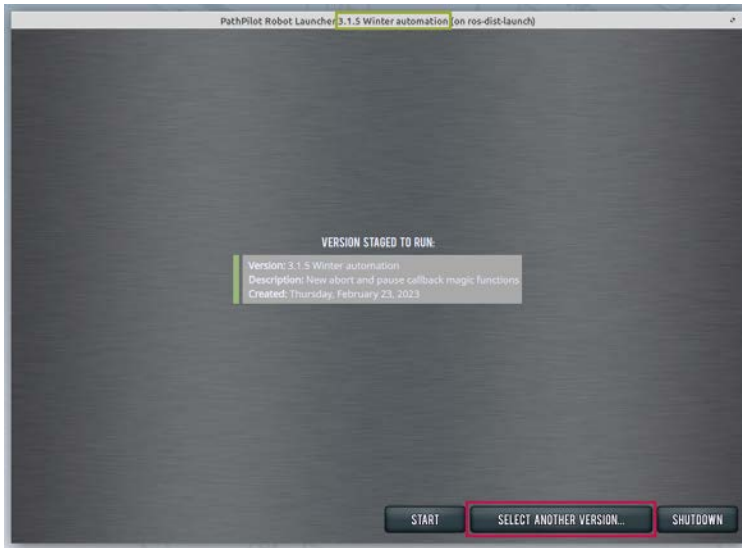 PathPilot Robot Launcher 3.1.5 Winter automation (on ros-dist-launch)
VERSION STAGED TO RUN:
Version: 3.1.5 Winter automation
Description: New abort and pause callback magic functions
Created: Thursday, February 23, 2023
START SELECT ANOTHER VERSION... SHUTDOWN